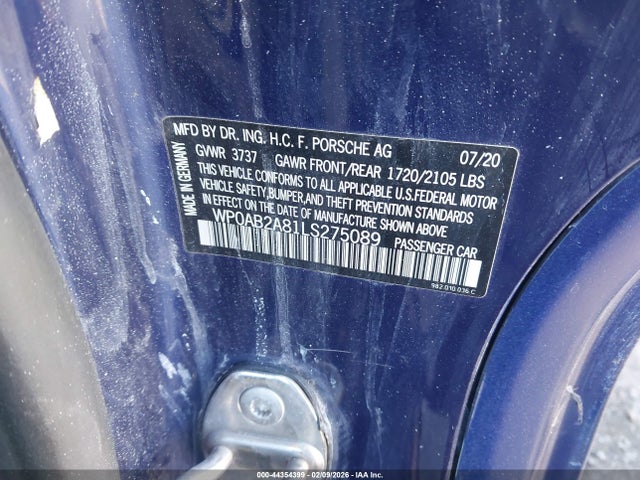 MFD BY DR. ING. H.C. F. PORSCHE AG 07/20
GVWR 3737 GAWR FRONT/REAR 1720/2105 LBS
THIS VEHICLE CONFORMS TO ALL APPLICABLE U.S.FEDERAL MOTOR
VEHICLE SAFETY,BUMPER,AND THEFT PREVENTION STANDARDS
IN EFFECT ON THE DATE OF MANUFACTURE SHOWN ABOVE
WP0AB2A81LS275089 PASSENGER CAR
MADE IN GERMANY
982.010.036.C
000-44354399 - 02/09/2026 - IAA Inc.